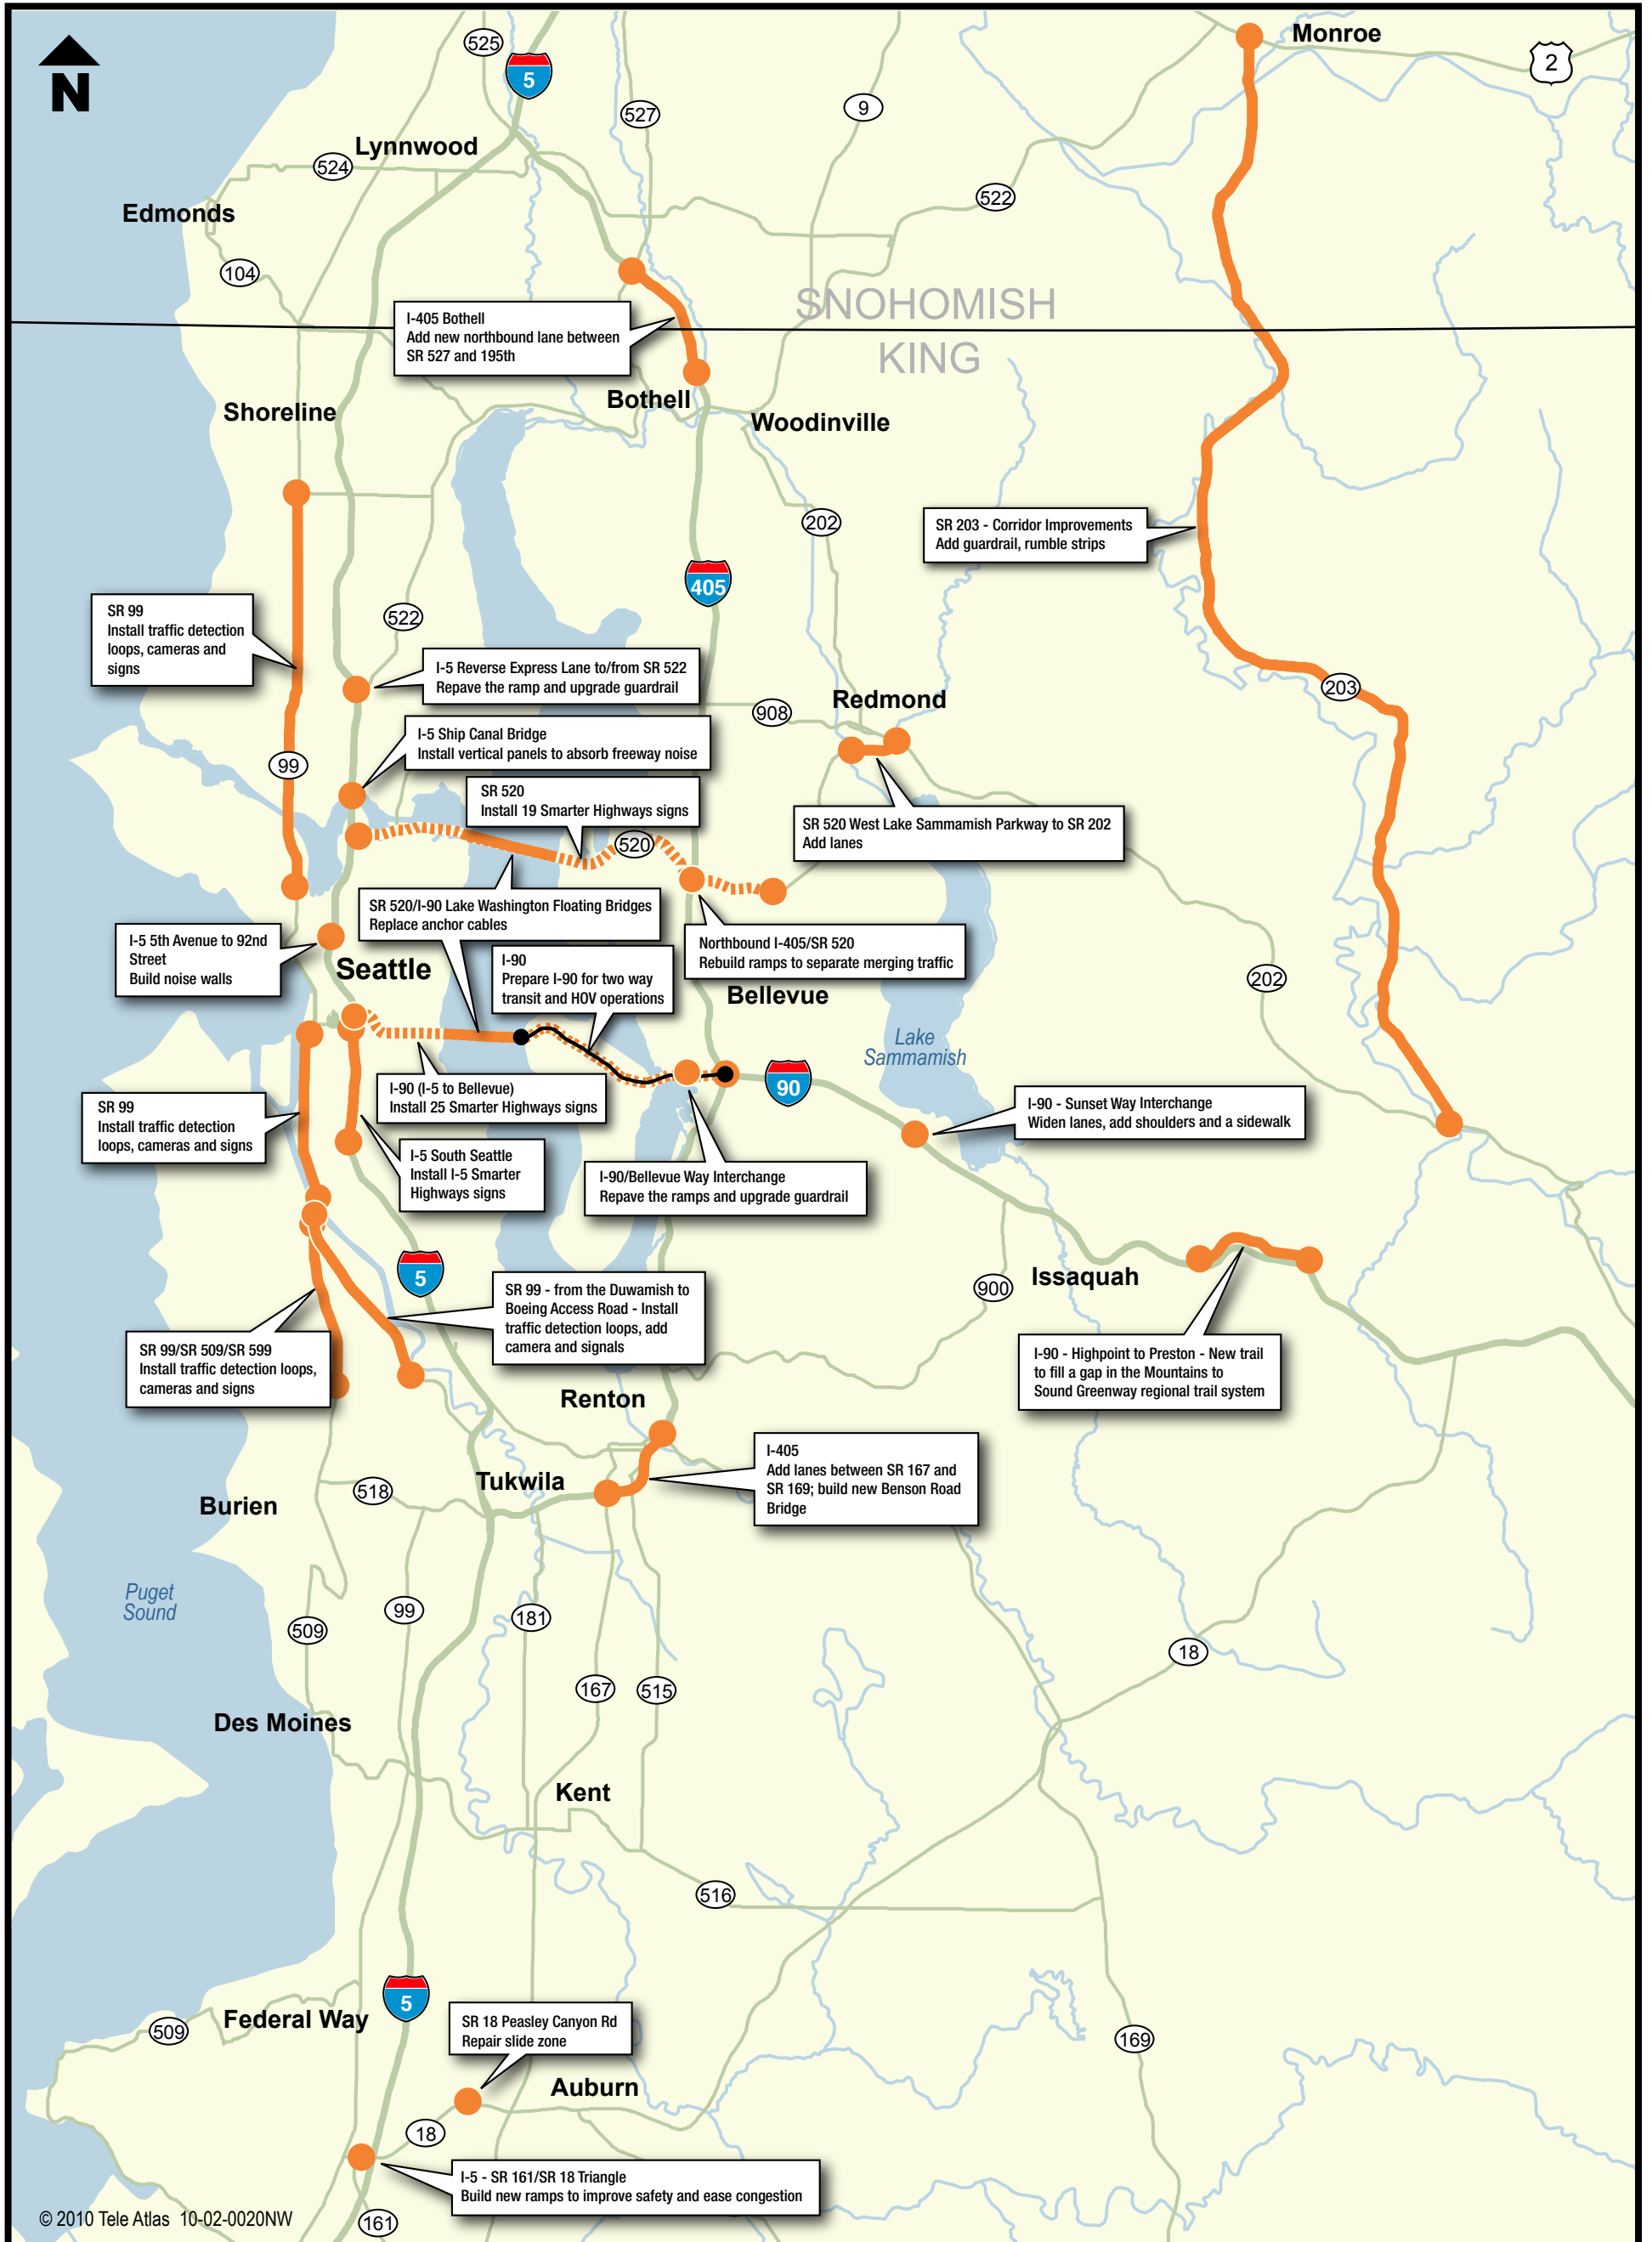 N
525
5
Monroe
2
527
9
Lynnwood
524
522
Edmonds
104
SNOHOMISH
KING
I-405 Bothell
Add new northbound lane between
SR 527 and 195th
Shoreline
Bothell
Woodinville
202
SR 203 - Corridor Improvements
Add guardrail, rumble strips
405
SR 99
Install traffic detection
loops, cameras and
signs
522
I-5 Reverse Express Lane to/from SR 522
Repave the ramp and upgrade guardrail
203
908
Redmond
I-5 Ship Canal Bridge
Install vertical panels to absorb freeway noise
99
SR 520
Install 19 Smarter Highways signs
520
SR 520 West Lake Sammamish Parkway to SR 202
Add lanes
SR 520/I-90 Lake Washington Floating Bridges
Replace anchor cables
I-5 5th Avenue to 92nd
Street
Build noise walls
Northbound I-405/SR 520
Rebuild ramps to separate merging traffic
Seattle
I-90
Prepare I-90 for two way
transit and HOV operations
Bellevue
202
Lake
Sammamish
90
I-90 (I-5 to Bellevue)
Install 25 Smarter Highways signs
SR 99
Install traffic detection
loops, cameras and signs
I-90 - Sunset Way Interchange
Widen lanes, add shoulders and a sidewalk
I-5 South Seattle
Install I-5 Smarter
Highways signs
I-90/Bellevue Way Interchange
Repave the ramps and upgrade guardrail
5
Issaquah
900
SR 99 - from the Duwamish to
Boeing Access Road - Install
traffic detection loops, add
camera and signals
SR 99/SR 509/SR 599
Install traffic detection loops,
cameras and signs
I-90 - Highpoint to Preston - New trail
to fill a gap in the Mountains to
Sound Greenway regional trail system
Renton
I-405
Add lanes between SR 167 and
SR 169; build new Benson Road
Bridge
Tukwila
518
Burien
Puget
Sound
99
181
509
18
167
515
Des Moines
Kent
516
5
Federal Way
509
SR 18 Peasley Canyon Rd
Repair slide zone
169
Auburn
18
I-5 - SR 161/SR 18 Triangle
Build new ramps to improve safety and ease congestion
© 2010 Tele Atlas 10-02-0020NW
161